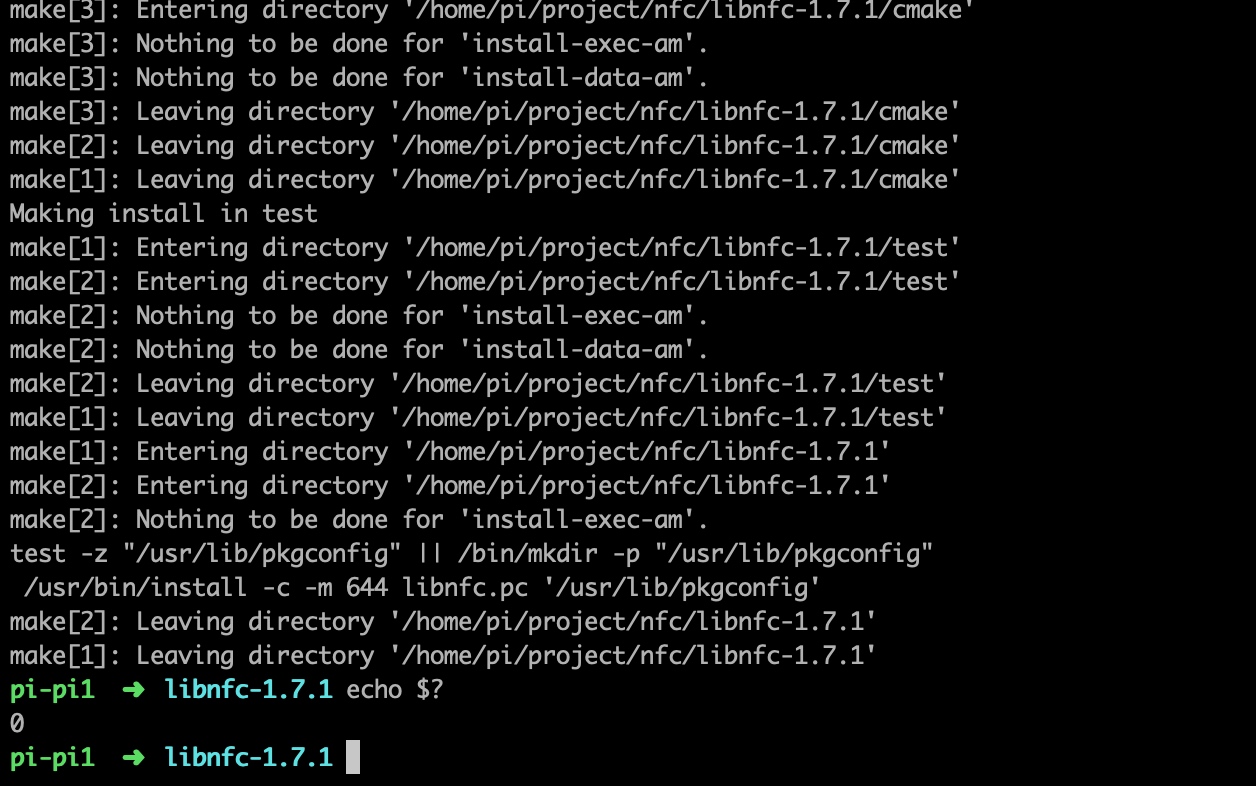 make[3]: Entering directory '/home/pi/project/nfc/libnfc-1.7.1/cmake'
make[3]: Nothing to be done for 'install-exec-am'.
make[3]: Nothing to be done for 'install-data-am'.
make[3]: Leaving directory '/home/pi/project/nfc/libnfc-1.7.1/cmake'
make[2]: Leaving directory '/home/pi/project/nfc/libnfc-1.7.1/cmake'
make[1]: Leaving directory '/home/pi/project/nfc/libnfc-1.7.1/cmake'
Making install in test
make[1]: Entering directory '/home/pi/project/nfc/libnfc-1.7.1/test'
make[2]: Entering directory '/home/pi/project/nfc/libnfc-1.7.1/test'
make[2]: Nothing to be done for 'install-exec-am'.
make[2]: Nothing to be done for 'install-data-am'.
make[2]: Leaving directory '/home/pi/project/nfc/libnfc-1.7.1/test'
make[1]: Leaving directory '/home/pi/project/nfc/libnfc-1.7.1/test'
make[1]: Entering directory '/home/pi/project/nfc/libnfc-1.7.1'
make[2]: Entering directory '/home/pi/project/nfc/libnfc-1.7.1'
make[2]: Nothing to be done for 'install-exec-am'.
test -z "/usr/lib/pkgconfig" || /bin/mkdir -p "/usr/lib/pkgconfig"
 /usr/bin/install -c -m 644 libnfc.pc '/usr/lib/pkgconfig'
make[2]: Leaving directory '/home/pi/project/nfc/libnfc-1.7.1'
make[1]: Leaving directory '/home/pi/project/nfc/libnfc-1.7.1'
pi-pi1 ➜ libnfc-1.7.1 echo $?
0
pi-pi1 ➜ libnfc-1.7.1